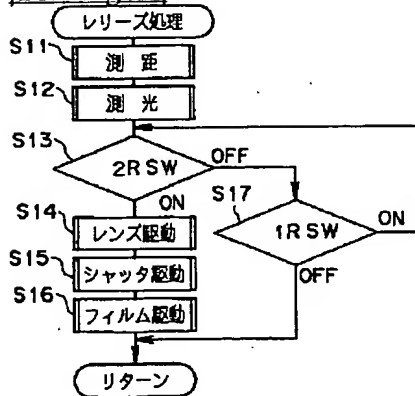 レリーズ処理
S11
測 距
S12
測 光
S13
2R SW
OFF
ON
S14
レンズ駆動
S15
シャッタ駆動
S16
フィルム駆動
S17
1R SW
ON
OFF
リターン